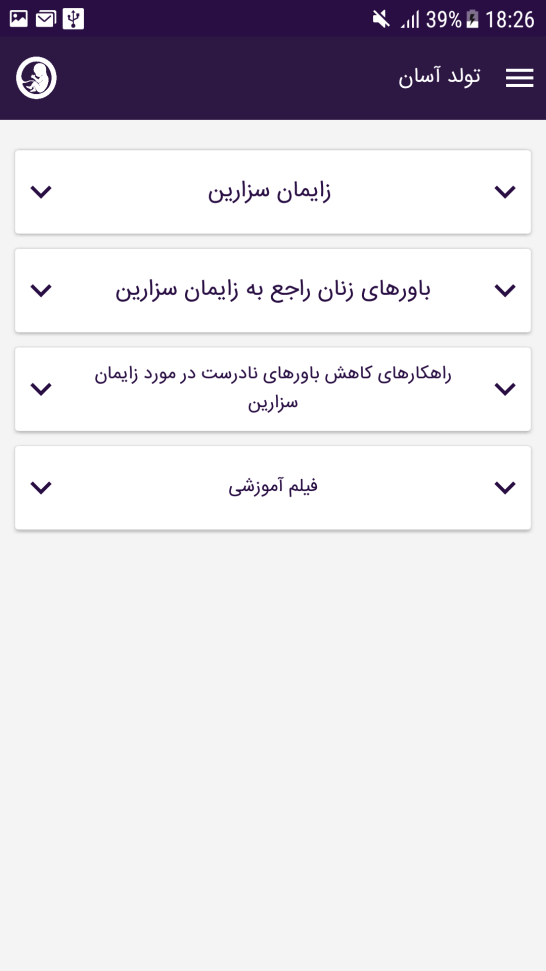 39% 18:26
تولد آسان
زایمان سزارین
باورهای زنان راجع به زایمان سزارین
راهکارهای کاهش باورهای نادرست در مورد زایمان
سزارین
فیلم آموزشی